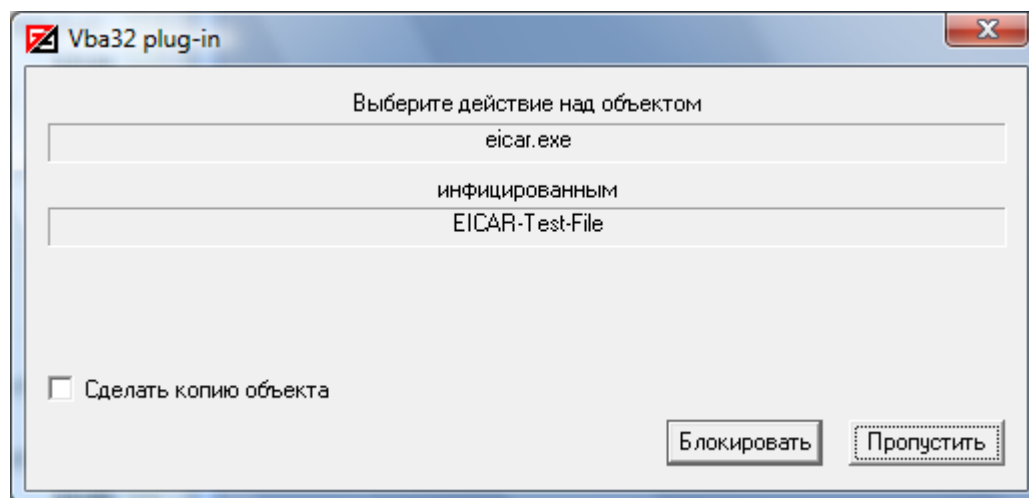 Vba32 plug-in
Выберите действие над объектом
eicar.exe
инфицированным
EICAR-Test-File
Сделать копию объекта
Блокировать Пропустить